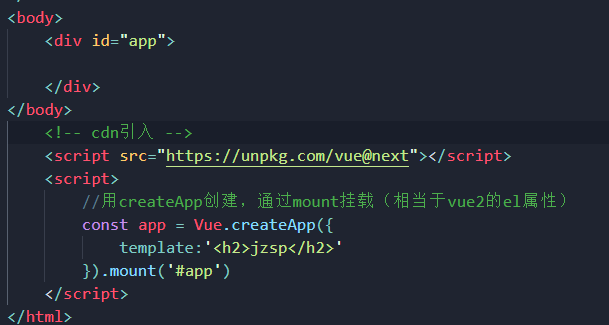 <body>
<div id="app">
</div>
</body>
<!-- cdn引入 -->
<script src="https://unpkg.com/vue@next"></script>
<script>
//用createApp创建，通过mount挂载（相当于vue2的el属性）
const app = Vue.createApp({
template:'<h2>jzsp</h2>'
}).mount('#app')
</script>
</html>